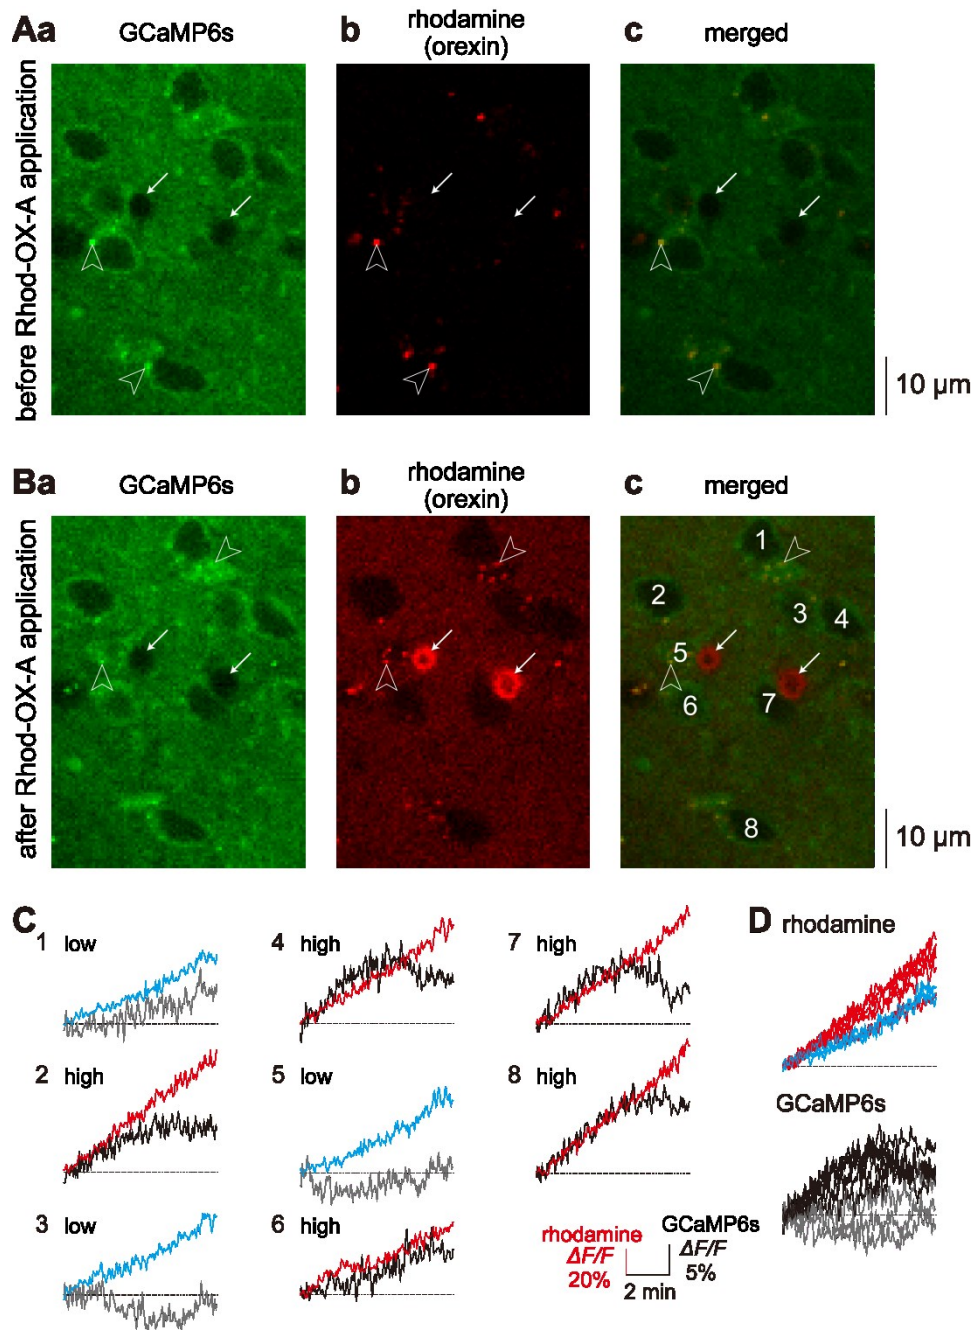 Aa GCaMP6s b rhodamine (orexin) c merged
before Rhod-OX-A application
10 μm
Ba GCaMP6s b rhodamine (orexin) c merged
after Rhod-OX-A application
1
2
3
4
5
6
7
8
10 μm
C
1 low
4 high
7 high
2 high
5 low
8 high
3 low
6 high
rhodamine
ΔF/F
20%
GCaMP6s
ΔF/F
5%
2 min
D
rhodamine
GCaMP6s